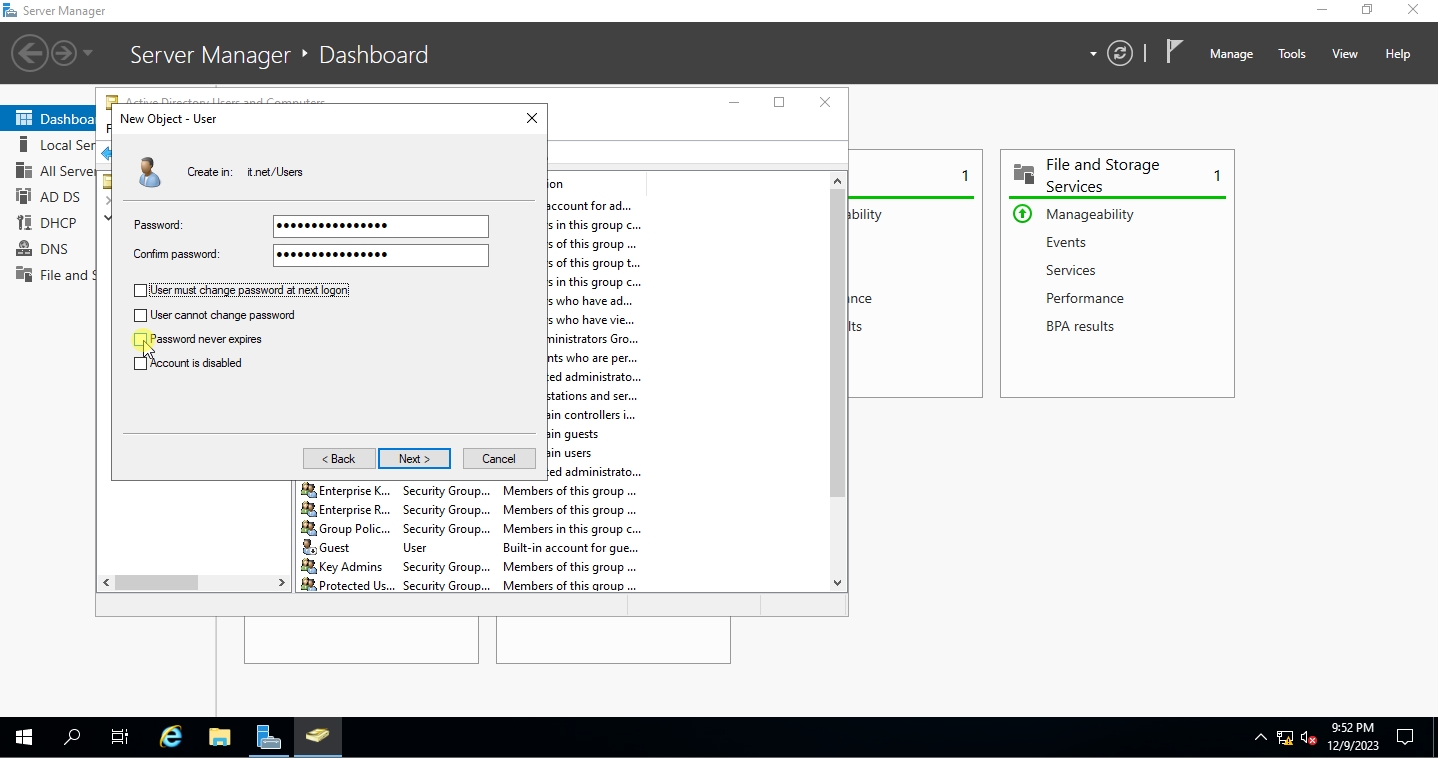 Server Manager
Server Manager ‣ Dashboard
Manage Tools View Help
Dashboa
Local Ser
All Server
AD DS
DHCP
DNS
File and S
Active Directory Users and Computers
New Object - User
Create in: it.net/Users
Password: ••••••••••••••••
Confirm password: ••••••••••••••••
User must change password at next logon
User cannot change password
Password never expires
Account is disabled
< Back
Next >
Cancel
ion
account for ad...
s in this group c...
s of this group ...
s of this group t...
s in this group c...
s who have ad...
s who have vie...
ministrators Gro...
nts who are per...
ted administrato...
stations and ser...
ain controllers i...
ain guests
ain users
ed administrato...
Enterprise K... Security Group... Members of this group ...
Enterprise R... Security Group... Members of this group ...
Group Polic... Security Group... Members in this group c...
Guest User Built-in account for gue...
Key Admins Security Group... Members of this group ...
Protected Us... Security Group... Members of this group ...
1
ability
nce
lts
File and Storage
Services
1
Manageability
Events
Services
Performance
BPA results
9:52 PM
12/9/2023